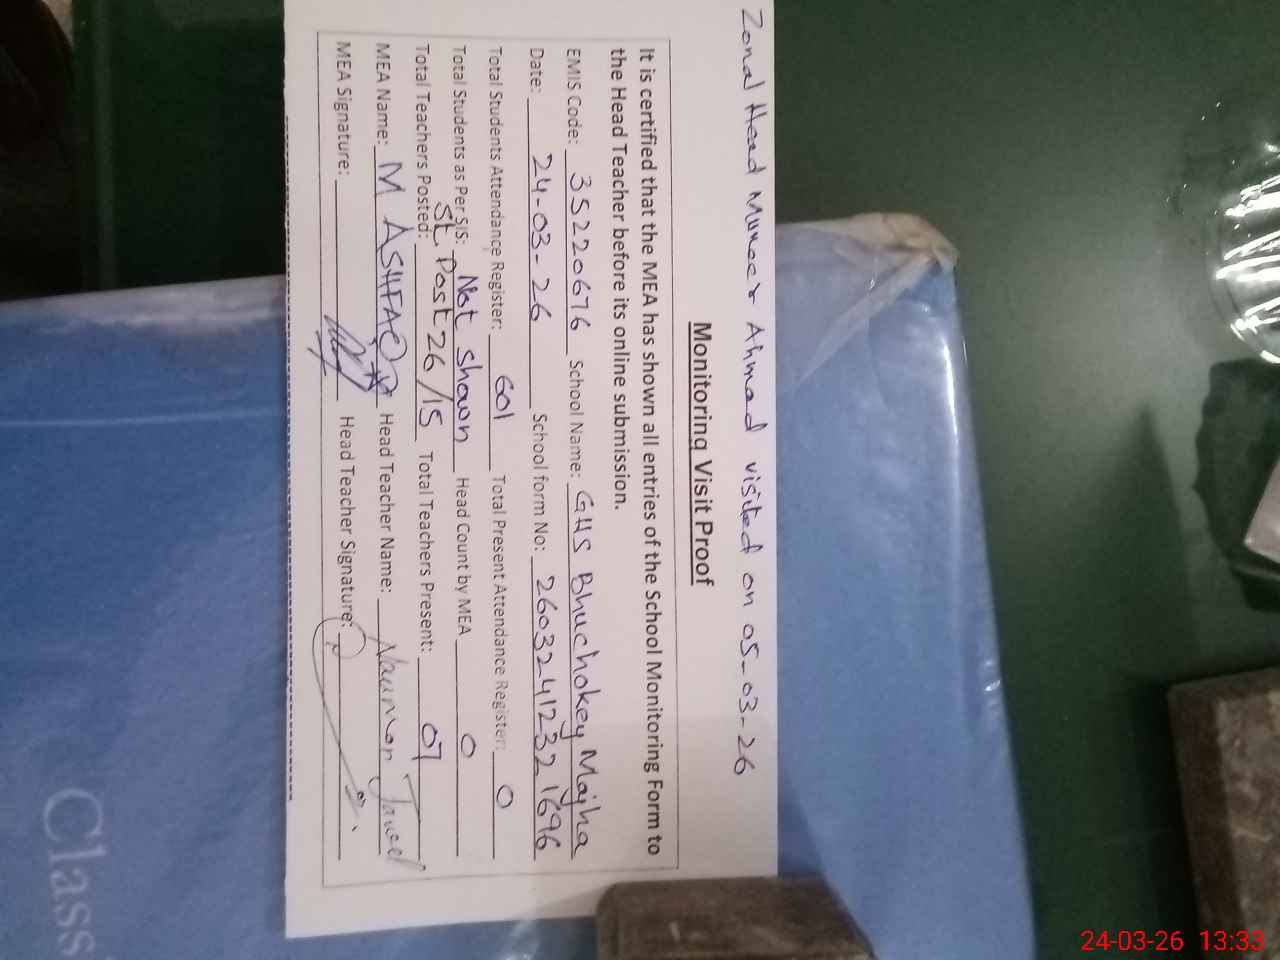 Zonal Head Muneer Ahmad visited on 05-03-26
Monitoring Visit Proof
It is certified that the MEA has shown all entries of the School Monitoring Form to
the Head Teacher before its online submission.
EMIS Code: 35220676 School Name: GHS Bhuchokey Majha
Date: 24-03-26 School form No: 2603241232 1696
Total Students Attendance Register: 601 Total Present Attendance Register: 0
Total Students as Per SIS: Not shown Head Count by MEA 0
Total Teachers Posted: St Post 26/15 Total Teachers Present: 07
MEA Name: M ASHFAQ Head Teacher Name: Nauman Javed
MEA Signature: Head Teacher Signature:
Class
24-03-26 13:33